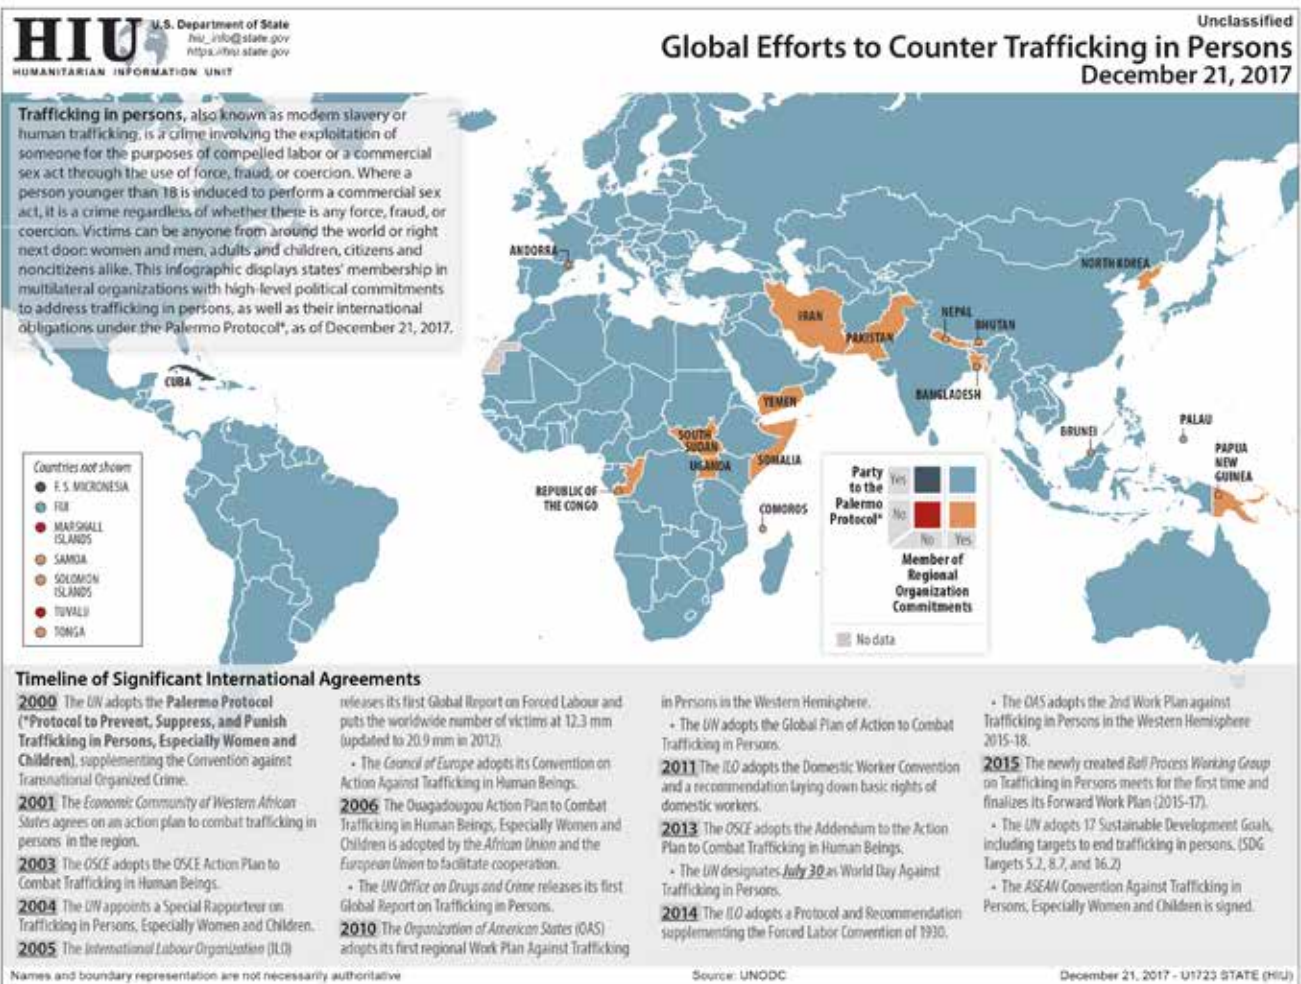 HIU
U.S. Department of State
hiu_info@state.gov
https://hiu.state.gov
HUMANITARIAN INFORMATION UNIT
Unclassified
Global Efforts to Counter Trafficking in Persons
December 21, 2017
Trafficking in persons, also known as modern slavery or
human trafficking, is a crime involving the exploitation of
someone for the purposes of compelled labor or a commercial
sex act through the use of force, fraud, or coercion. Where a
person younger than 18 is induced to perform a commercial sex
act, it is a crime regardless of whether there is any force, fraud, or
coercion. Victims can be anyone from around the world or right
next door: women and men, adults and children, citizens and
noncitizens alike. This infographic displays states' membership in
multilateral organizations with high-level political commitments
to address trafficking in persons, as well as their international
obligations under the Palermo Protocol*, as of December 21, 2017.
ANDORRA
NORTH KOREA
IRAN
NEPAL
BHUTAN
PAKISTAN
CUBA
BANGLADESH
YEMEN
PALAU
BRUNEI
SOUTH
SUDAN
PAPUA
NEW
GUINEA
UGANDA
SOMALIA
REPUBLIC OF
THE CONGO
COMOROS
Countries not shown
F. S. MICRONESIA
FIJI
MARSHALL
ISLANDS
SAMOA
SOLOMON
ISLANDS
TUVALU
TONGA
Party
to the
Palermo
Protocol*
Yes
No
No Yes
Member of
Regional
Organization
Commitments
No data
Timeline of Significant International Agreements
2000 The UN adopts the Palermo Protocol
(*Protocol to Prevent, Suppress, and Punish
Trafficking in Persons, Especially Women and
Children), supplementing the Convention against
Transnational Organized Crime.
2001 The Economic Community of Western African
States agrees on an action plan to combat trafficking in
persons in the region.
2003 The OSCE adopts the OSCE Action Plan to
Combat Trafficking in Human Beings.
2004 The UN appoints a Special Rapporteur on
Trafficking in Persons, Especially Women and Children.
2005 The International Labour Organization (ILO)
releases its first Global Report on Forced Labour and
puts the worldwide number of victims at 12.3 mm
(updated to 20.9 mm in 2012).
• The Council of Europe adopts its Convention on
Action Against Trafficking in Human Beings.
2006 The Ouagadougou Action Plan to Combat
Trafficking in Human Beings, Especially Women and
Children is adopted by the African Union and the
European Union to facilitate cooperation.
• The UN Office on Drugs and Crime releases its first
Global Report on Trafficking in Persons.
2010 The Organization of American States (OAS)
adopts its first regional Work Plan Against Trafficking
in Persons in the Western Hemisphere.
• The UN adopts the Global Plan of Action to Combat
Trafficking in Persons.
2011 The ILO adopts the Domestic Worker Convention
and a recommendation laying down basic rights of
domestic workers.
2013 The OSCE adopts the Addendum to the Action
Plan to Combat Trafficking in Human Beings.
• The UN designates July 30 as World Day Against
Trafficking in Persons.
2014 The ILO adopts a Protocol and Recommendation
supplementing the Forced Labor Convention of 1930.
• The OAS adopts the 2nd Work Plan against
Trafficking in Persons in the Western Hemisphere
2015-18.
2015 The newly created Bali Process Working Group
on Trafficking in Persons meets for the first time and
finalizes its Forward Work Plan (2015-17).
• The UN adopts 17 Sustainable Development Goals,
including targets to end trafficking in persons. (SDG
Targets 5.2, 8.7, and 16.2)
• The ASEAN Convention Against Trafficking in
Persons, Especially Women and Children is signed.
Names and boundary representation are not necessarily authoritative
Source: UNODC
December 21, 2017 - U1723 STATE (HIU)